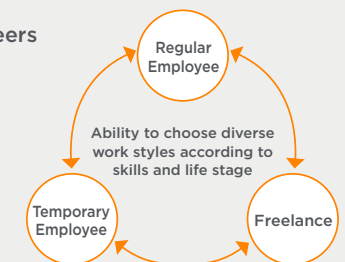 eers
Regular
Employee
Ability to choose diverse
work styles according to
skills and life stage
Temporary
Employee
Freelance